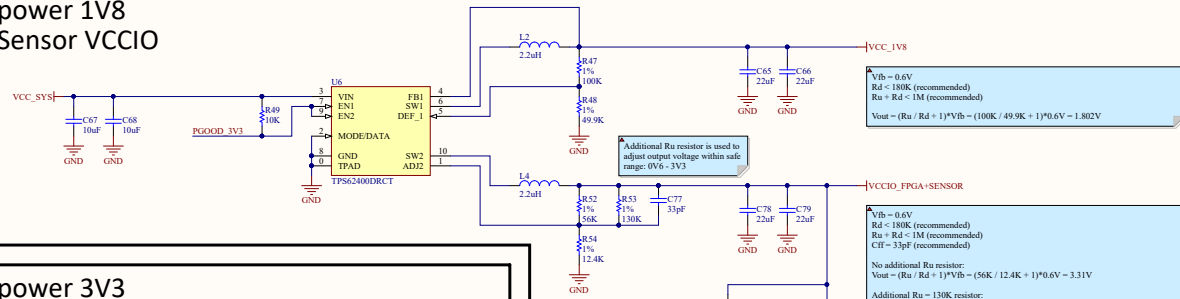 power 1V8
Sensor VCCIO
VCC_SYS
C67
10uF
C68
10uF
GND
GND
R49
10K
PGOOD_3V3
U6
3 VIN
7 EN1
9 EN2
2 MODE/DATA
8 GND
0 TPAD
FB1 4
SW1 6
DEF_1 5
SW2 10
ADJ2 1
TPS62400DRCT
GND
L2
2.2uH
R47
1%
100K
R48
1%
49.9K
GND
C65
22uF
C66
22uF
GND
GND
VCC_1V8
Vfb = 0.6V
Rd < 180K (recommended)
Ru + Rd < 1M (recommended)
Vout = (Ru / Rd + 1)*Vfb = (100K / 49.9K + 1)*0.6V = 1.802V
Additional Ru resistor is used to
adjust output voltage within safe
range: 0V6 - 3V3
L4
2.2uH
R52
1%
56K
R53
1%
130K
C77
33pF
R54
1%
12.4K
GND
C78
22uF
C79
22uF
GND
GND
VCCIO_FPGA+SENSOR
Vfb = 0.6V
Rd < 180K (recommended)
Ru + Rd < 1M (recommended)
Cff = 33pF (recommended)
No additional Ru resistor:
Vout = (Ru / Rd + 1)*Vfb = (56K / 12.4K + 1)*0.6V = 3.31V
Additional Ru = 130K resistor:
power 3V3